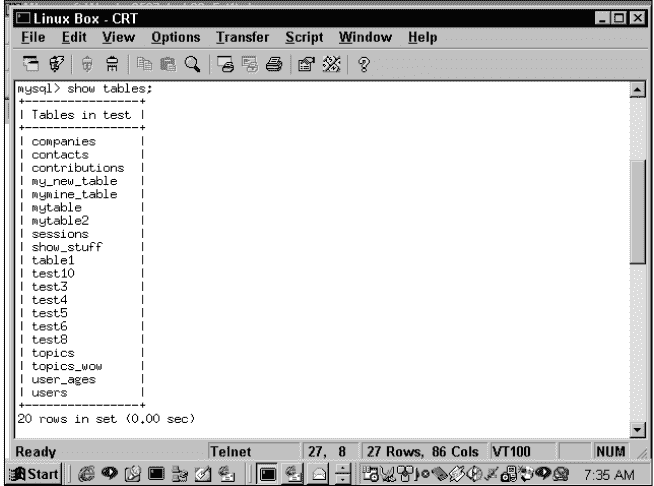 Linux Box - CRT
File Edit View Options Transfer Script Window Help
mysql> show tables;
+-----------------+
| Tables in test |
+-----------------+
| companies |
| contacts |
| contributions |
| my_new_table |
| mymine_table |
| mytable |
| mytable2 |
| sessions |
| show_stuff |
| table1 |
| test10 |
| test3 |
| test4 |
| test5 |
| test6 |
| test8 |
| topics |
| topics_wow |
| user_ages |
| users |
+-----------------+
20 rows in set (0.00 sec)
Ready Telnet 27, 8 27 Rows, 86 Cols VT100 NUM
Start 7:35 AM